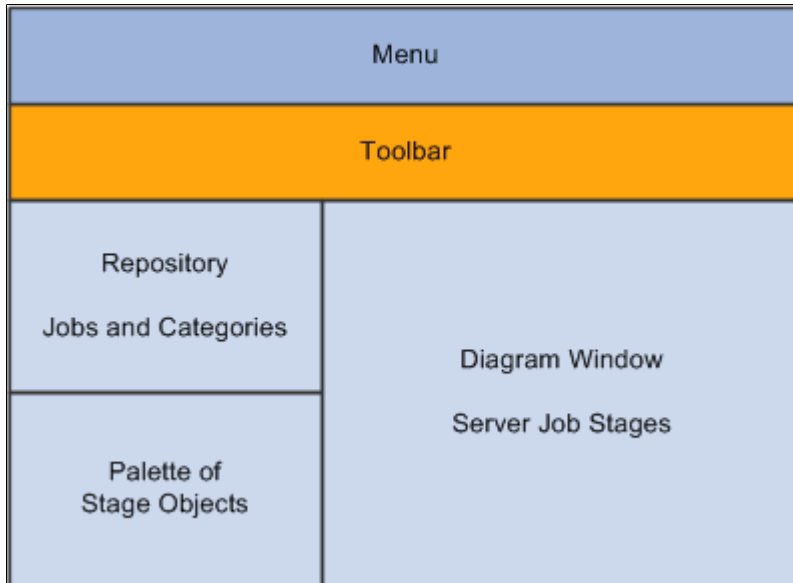 Menu
Toolbar
Repository
Jobs and Categories
Palette of
Stage Objects
Diagram Window
Server Job Stages